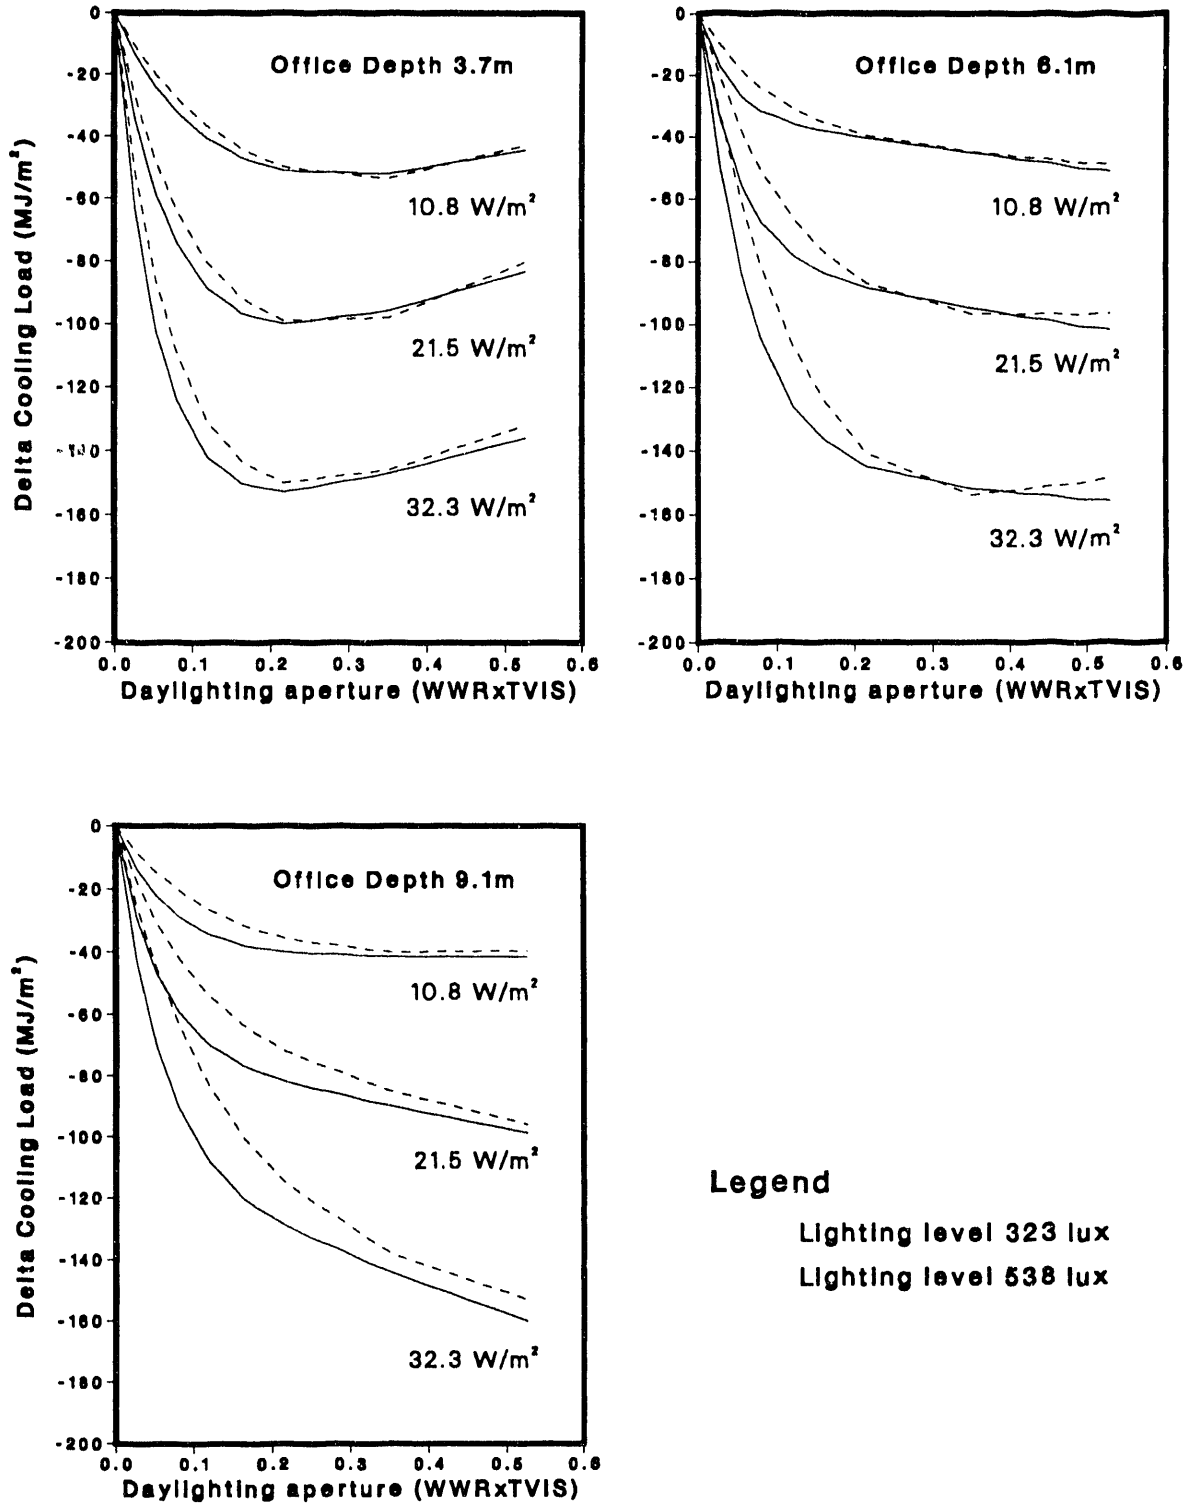 Office Depth 3.7m
Delta Cooling Load (MJ/m²)
0
-20
-40
-60
-80
-100
-120
-160
-180
-200
10.8 W/m²
21.5 W/m²
32.3 W/m²
0.0 0.1 0.2 0.3 0.4 0.5 0.6
Daylighting aperture (WWRxTVIS)
Office Depth 6.1m
0
-20
-40
-60
-80
-100
-120
-140
-160
-180
-200
10.8 W/m²
21.5 W/m²
32.3 W/m²
0.0 0.1 0.2 0.3 0.4 0.5 0.6
Daylighting aperture (WWRxTVIS)
Office Depth 9.1m
Delta Cooling Load (MJ/m²)
0
-20
-40
-60
-80
-100
-120
-140
-160
-180
-200
10.8 W/m²
21.5 W/m²
32.3 W/m²
0.0 0.1 0.2 0.3 0.4 0.5 0.6
Daylighting aperture (WWRxTVIS)
Legend
Lighting level 323 lux
Lighting level 538 lux